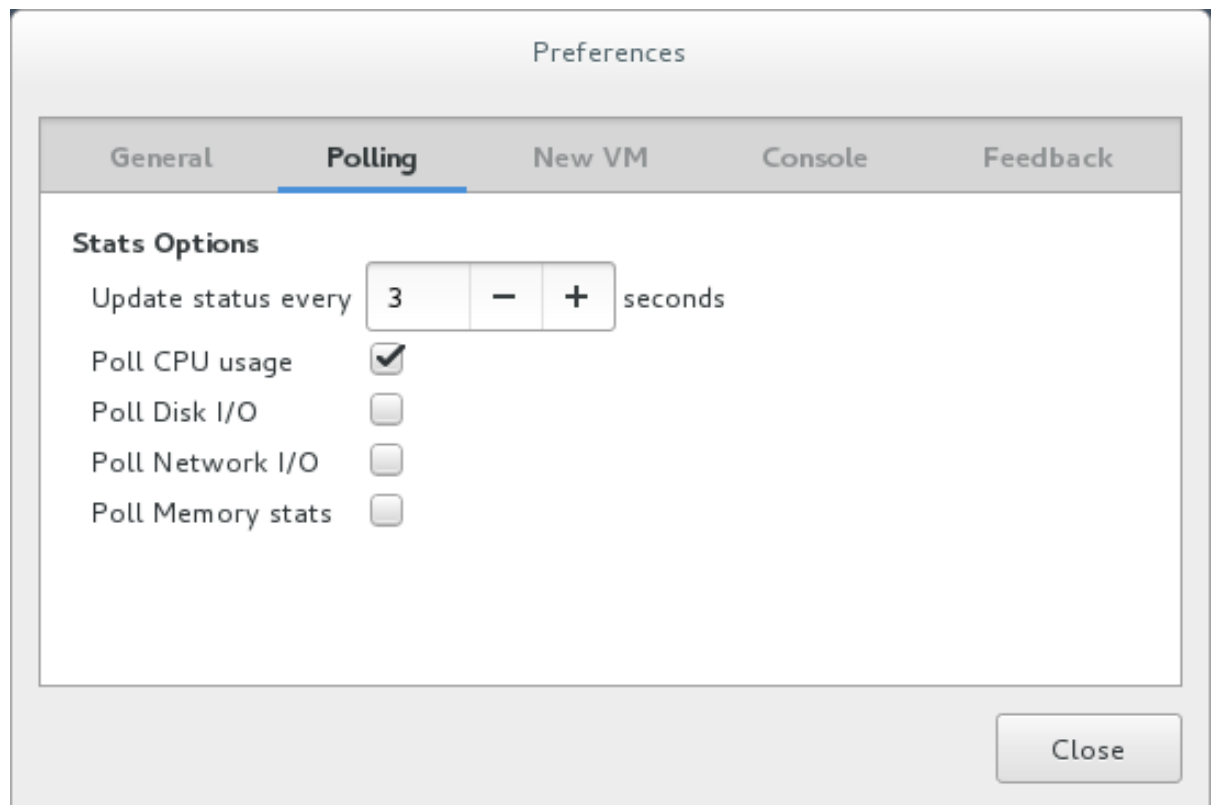 Preferences
General Polling New VM Console Feedback
Stats Options
Update status every 3 − + seconds
Poll CPU usage
Poll Disk I/O
Poll Network I/O
Poll Memory stats
Close